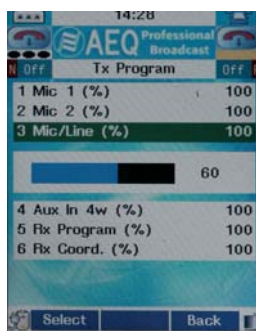 14:28
AEQ Professional Broadcast
N Off Tx Program Off
1 Mic 1 (%) 100
2 Mic 2 (%) 100
3 Mic/Line (%) 100
60
4 Aux In 4w (%) 100
5 Rx Program (%) 100
6 Rx Coord. (%) 100
Select Back